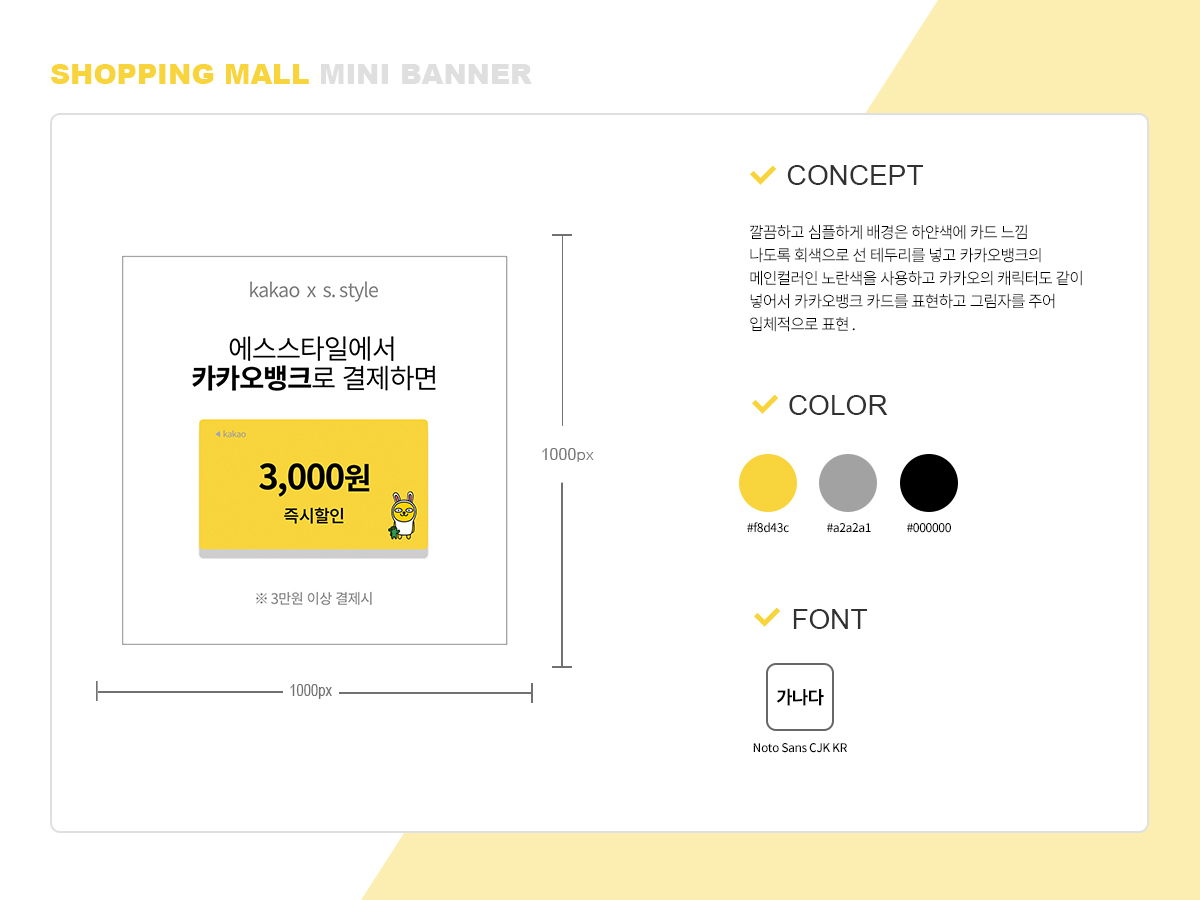 SHOPPING MALL MINI BANNER
kakao x s. style
에스스타일에서
카카오뱅크로 결제하면
kakao
3,000원
즉시할인
※ 3만원 이상 결제시
1000px
1000px
CONCEPT
깔끔하고 심플하게 배경은 하얀색에 카드 느낌
나도록 회색으로 선 테두리를 넣고 카카오뱅크의
메인컬러인 노란색을 사용하고 카카오의 캐릭터도 같이
넣어서 카카오뱅크 카드를 표현하고 그림자를 주어
입체적으로 표현 .
COLOR
#f8d43c
#a2a2a1
#000000
FONT
가나다
Noto Sans CJK KR